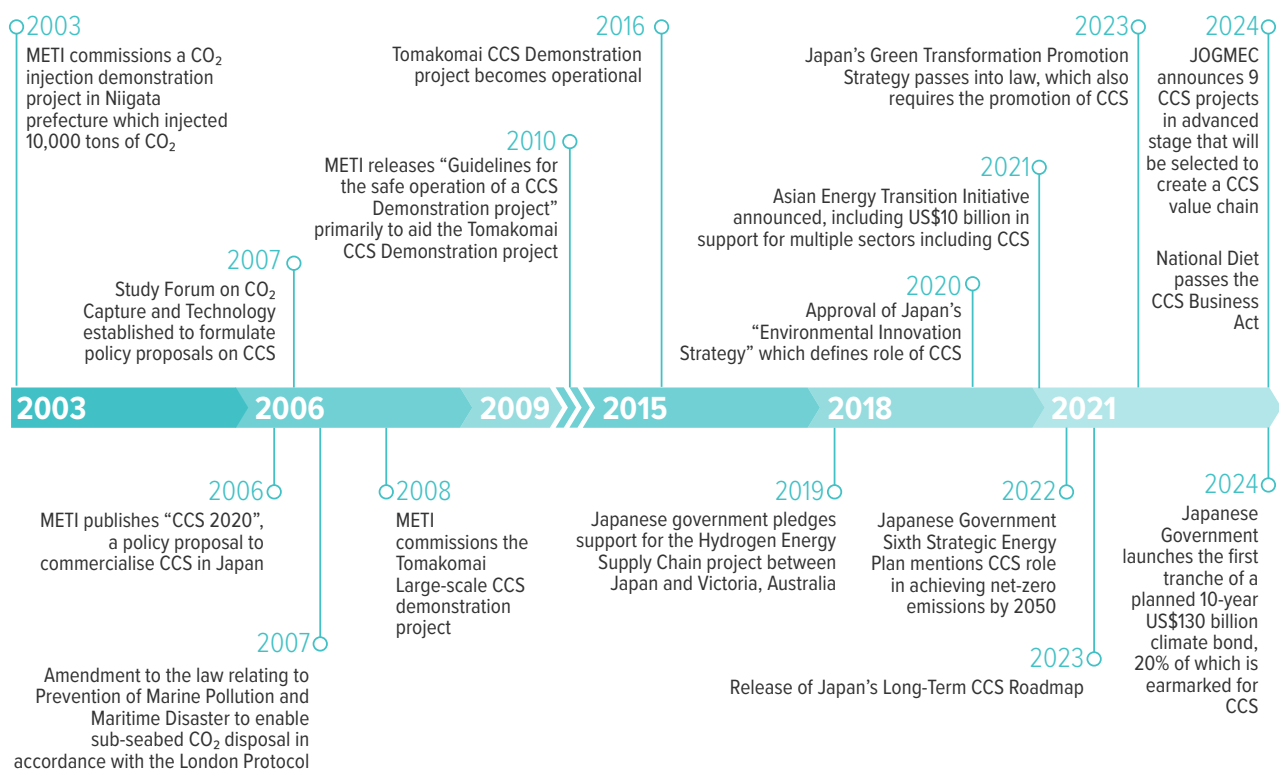 2003
METI commissions a CO₂
injection demonstration
project in Niigata
prefecture which injected
10,000 tons of CO₂
2007
Study Forum on CO₂
Capture and Technology
established to formulate
policy proposals on CCS
2010
METI releases “Guidelines for
the safe operation of a CCS
Demonstration project”
primarily to aid the Tomakomai
CCS Demonstration project
2016
Tomakomai CCS Demonstration
project becomes operational
2020
Approval of Japan’s
“Environmental Innovation
Strategy” which defines role of CCS
2021
Asian Energy Transition Initiative
announced, including US$10 billion in
support for multiple sectors including CCS
2023
Japan’s Green Transformation Promotion
Strategy passes into law, which also
requires the promotion of CCS
2024
JOGMEC
announces 9
CCS projects
in advanced
stage that will
be selected to
create a CCS
value chain
National Diet
passes the
CCS Business
Act
2003
2006
2009
2015
2018
2021
2006
METI publishes “CCS 2020”,
a policy proposal to
commercialise CCS in Japan
2007
Amendment to the law relating to
Prevention of Marine Pollution and
Maritime Disaster to enable
sub-seabed CO₂ disposal in
accordance with the London Protocol
2008
METI
commissions the
Tomakomai
Large-scale CCS
demonstration
project
2019
Japanese government pledges
support for the Hydrogen Energy
Supply Chain project between
Japan and Victoria, Australia
2022
Japanese Government
Sixth Strategic Energy
Plan mentions CCS role
in achieving net-zero
emissions by 2050
2023
Release of Japan’s Long-Term CCS Roadmap
2024
Japanese
Government
launches the first
tranche of a
planned 10-year
US$130 billion
climate bond,
20% of which is
earmarked for
CCS